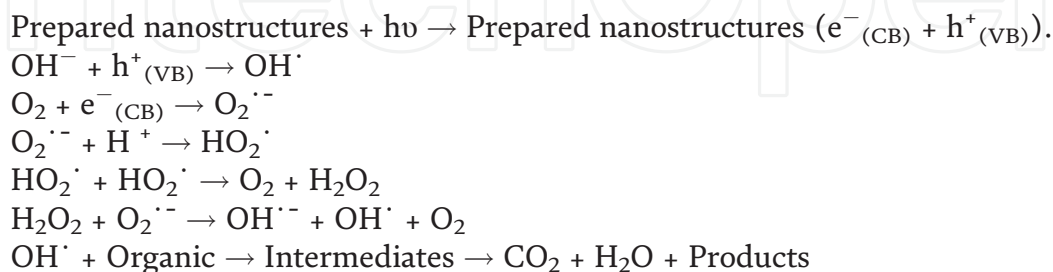 Prepared nanostructures + hυ → Prepared nanostructures (e⁻₍CB₎ + h⁺₍VB₎).
OH⁻ + h⁺₍VB₎ → OH˙
O₂ + e⁻₍CB₎ → O₂˙⁻
O₂˙⁻ + H ⁺ → HO₂˙
HO₂˙ + HO₂˙ → O₂ + H₂O₂
H₂O₂ + O₂˙⁻ → OH˙⁻ + OH˙ + O₂
OH˙ + Organic → Intermediates → CO₂ + H₂O + Products